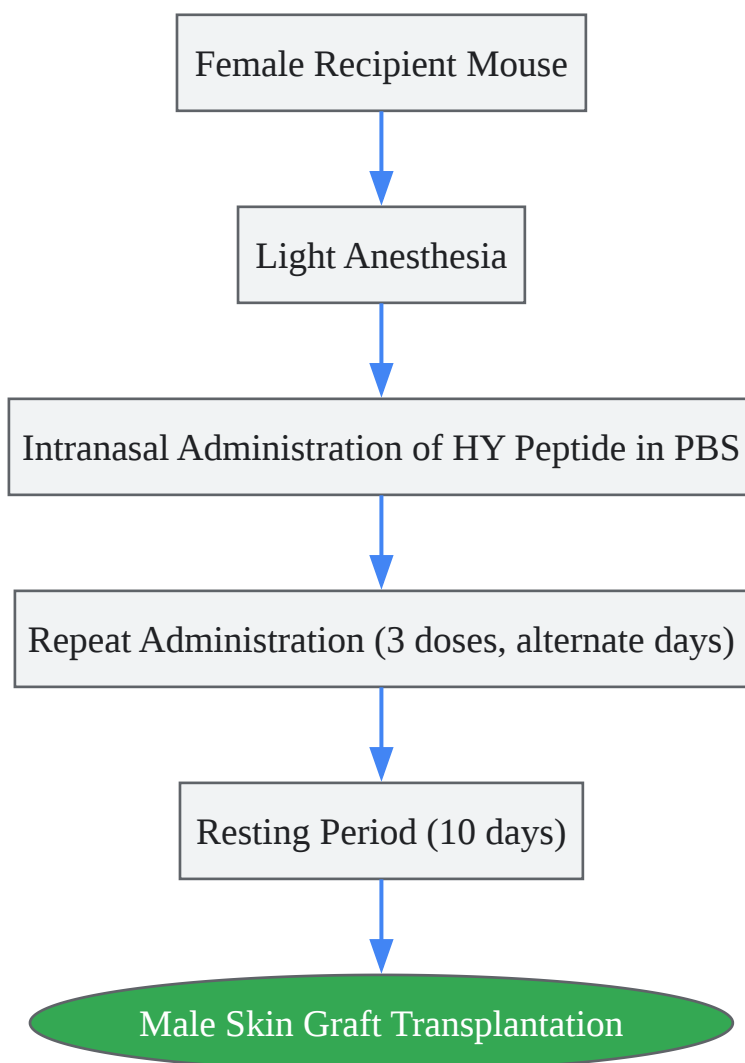 Female Recipient Mouse
Light Anesthesia
Intranasal Administration of HY Peptide in PBS
Repeat Administration (3 doses, alternate days)
Resting Period (10 days)
Male Skin Graft Transplantation